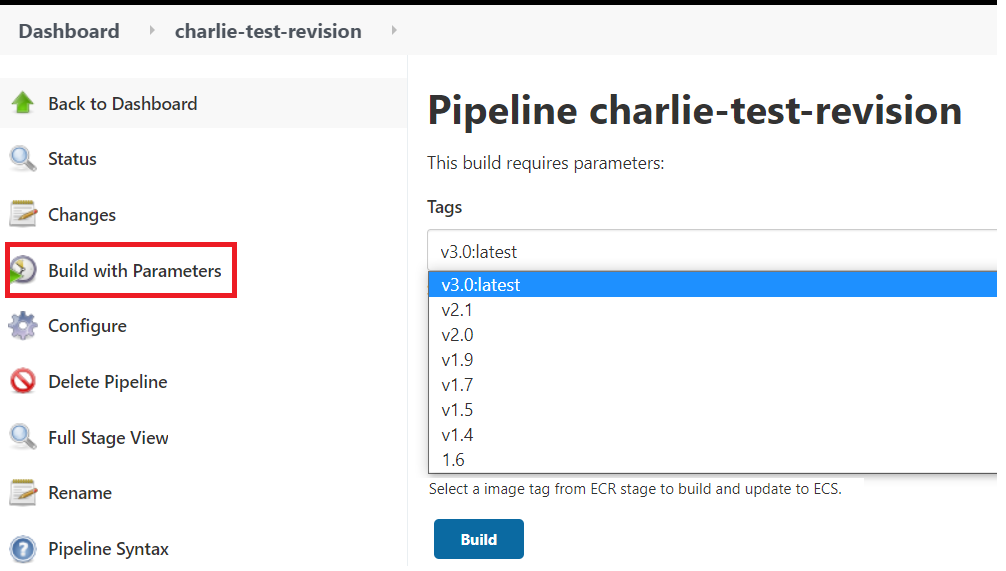 Dashboard charlie-test-revision
Back to Dashboard
Status
Changes
Build with Parameters
Configure
Delete Pipeline
Full Stage View
Rename
Pipeline Syntax
Pipeline charlie-test-revision
This build requires parameters:
Tags
v3.0:latest
v3.0:latest
v2.1
v2.0
v1.9
v1.7
v1.5
v1.4
1.6
Select a image tag from ECR stage to build and update to ECS.
Build